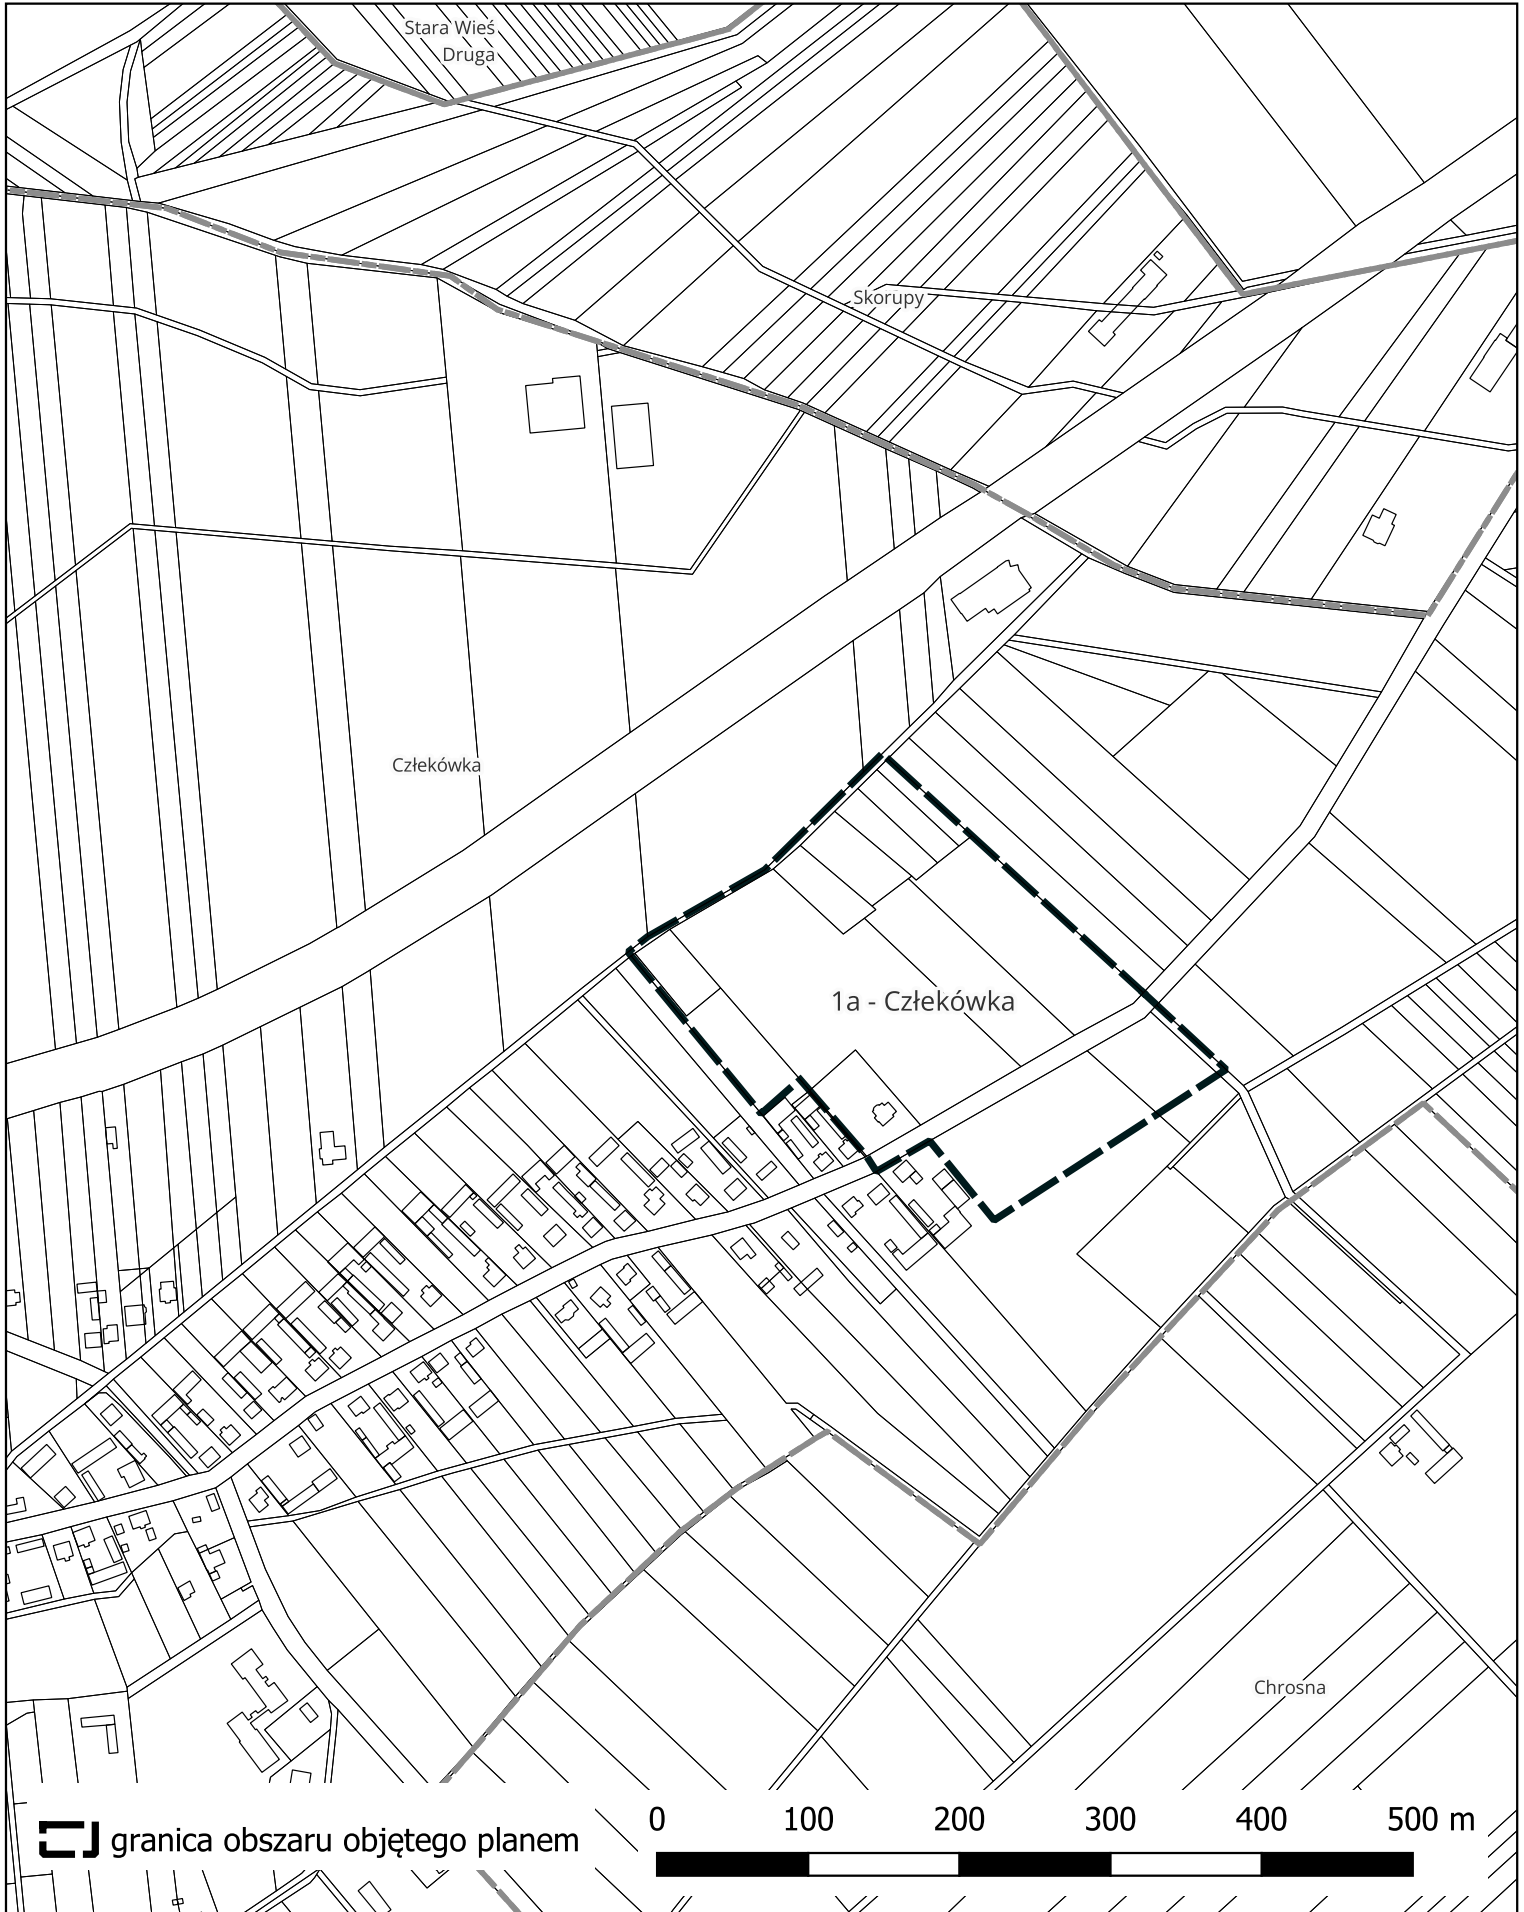 Stara Wieś
Druga
Skorupy
Człekówka
1a - Człekówka
Chrosna
granica obszaru objętego planem
0 100 200 300 400 500 m